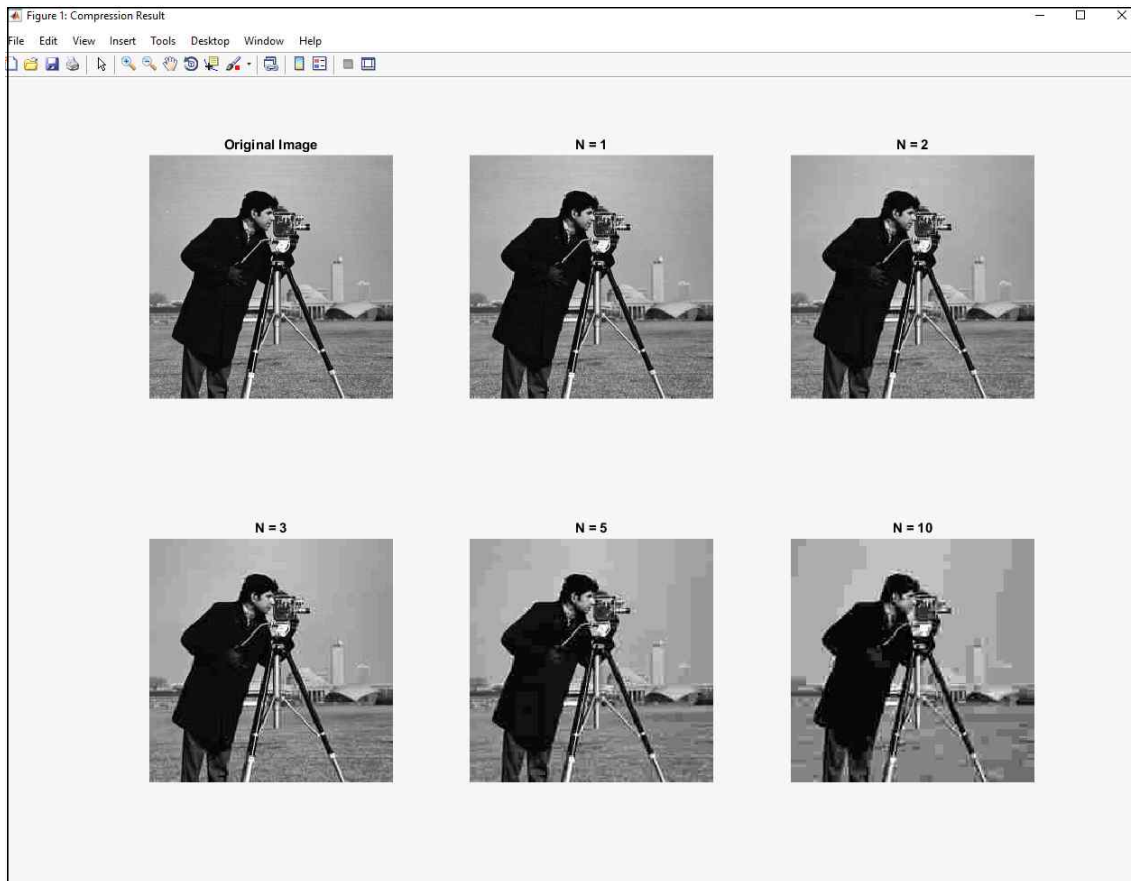 Figure 1: Compression Result
File Edit View Insert Tools Desktop Window Help
Original Image
N = 1
N = 2
N = 3
N = 5
N = 10